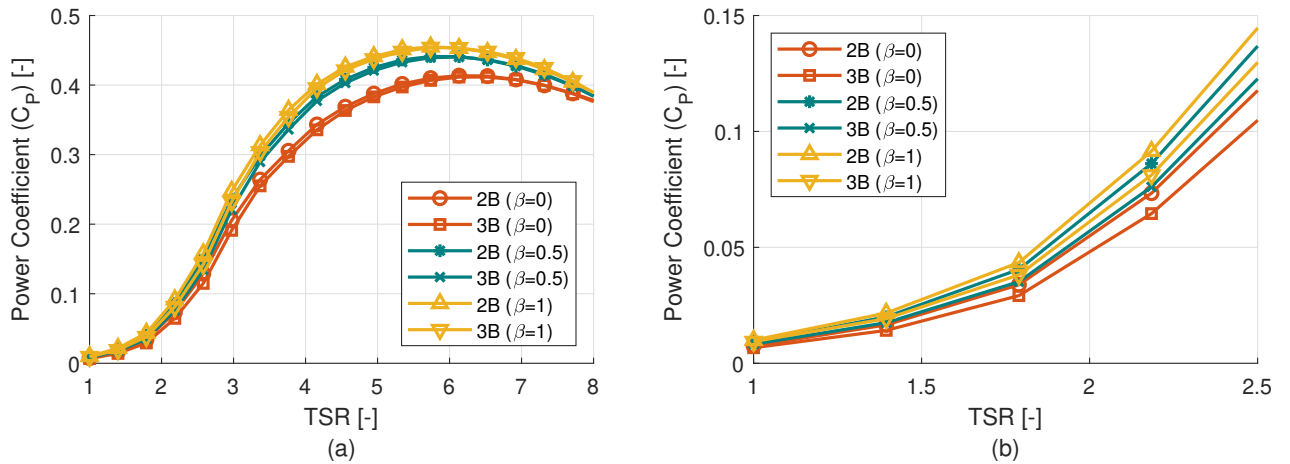 Power Coefficient (C_P) [-]
0.5
0.4
0.3
0.2
0.1
0
1 2 3 4 5 6 7 8
TSR [-]
(a)
2B (β=0)
3B (β=0)
2B (β=0.5)
3B (β=0.5)
2B (β=1)
3B (β=1)
Power Coefficient (C_P) [-]
0.15
0.1
0.05
0
1 1.5 2 2.5
TSR [-]
(b)
2B (β=0)
3B (β=0)
2B (β=0.5)
3B (β=0.5)
2B (β=1)
3B (β=1)